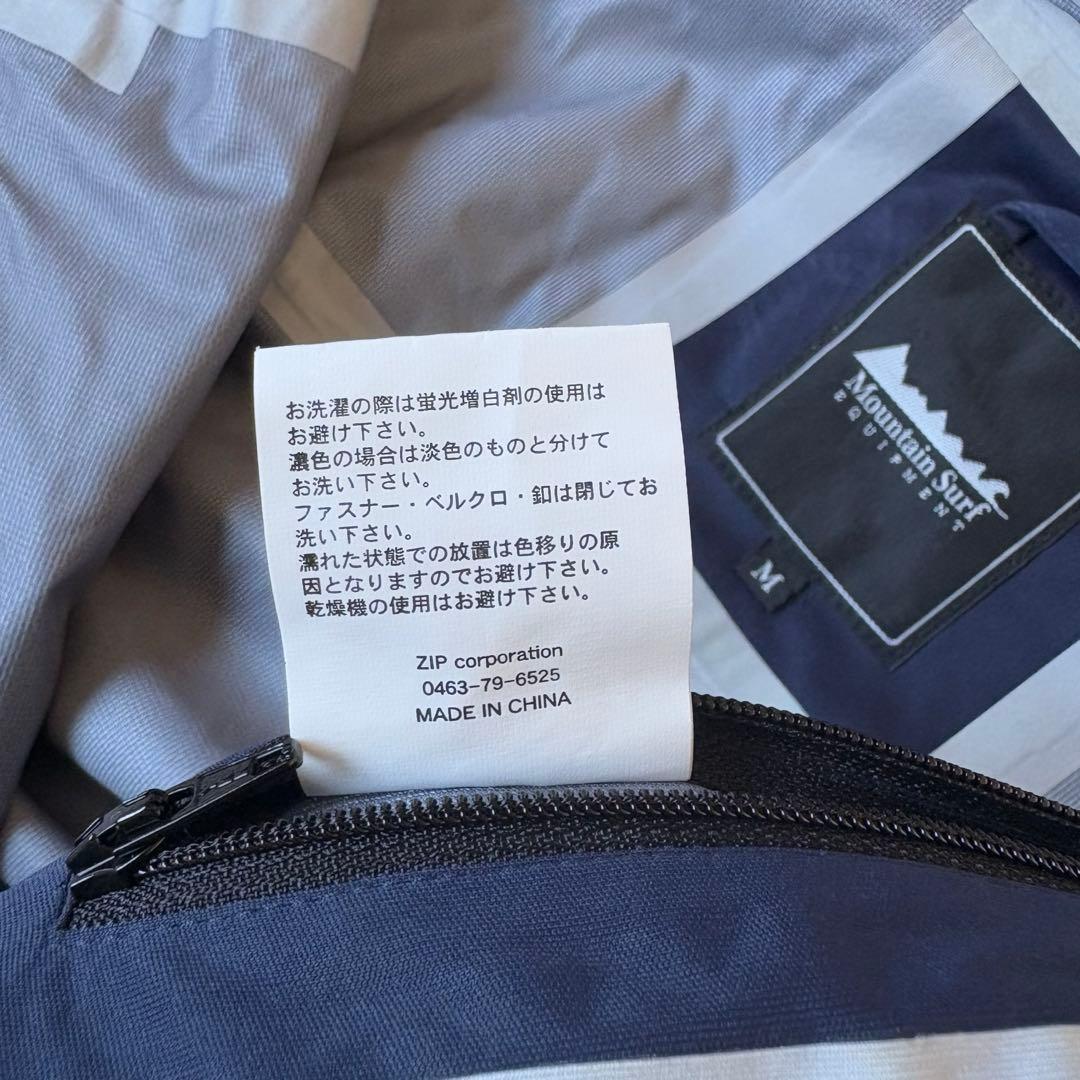 お洗濯の際は蛍光増白剤の使用は
お避け下さい。
濃色の場合は淡色のものと分けて
お洗い下さい。
ファスナー・ベルクロ・釦は閉じてお
洗い下さい。
濡れた状態での放置は色移りの原
因となりますのでお避け下さい。
乾燥機の使用はお避け下さい。
ZIP corporation
0463-79-6525
MADE IN CHINA
Mountain Surf
EQUIPMENT
M